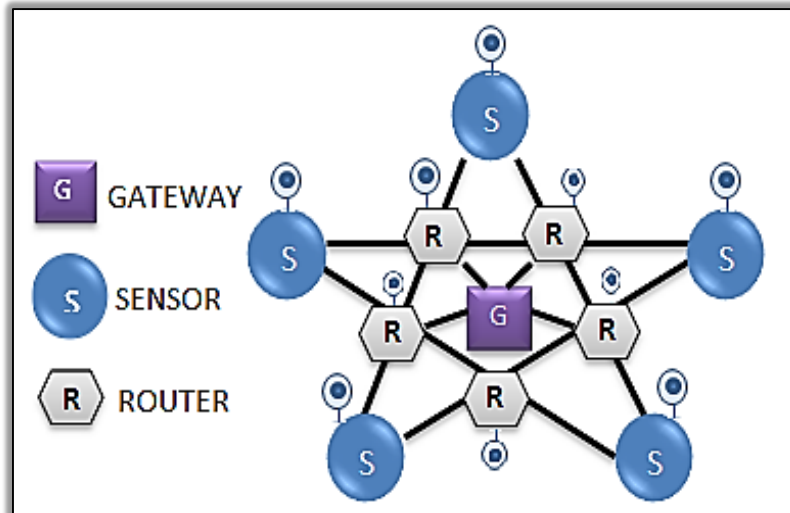 S
G GATEWAY
R R
S S
S SENSOR
G
R R
R ROUTER
R
S S